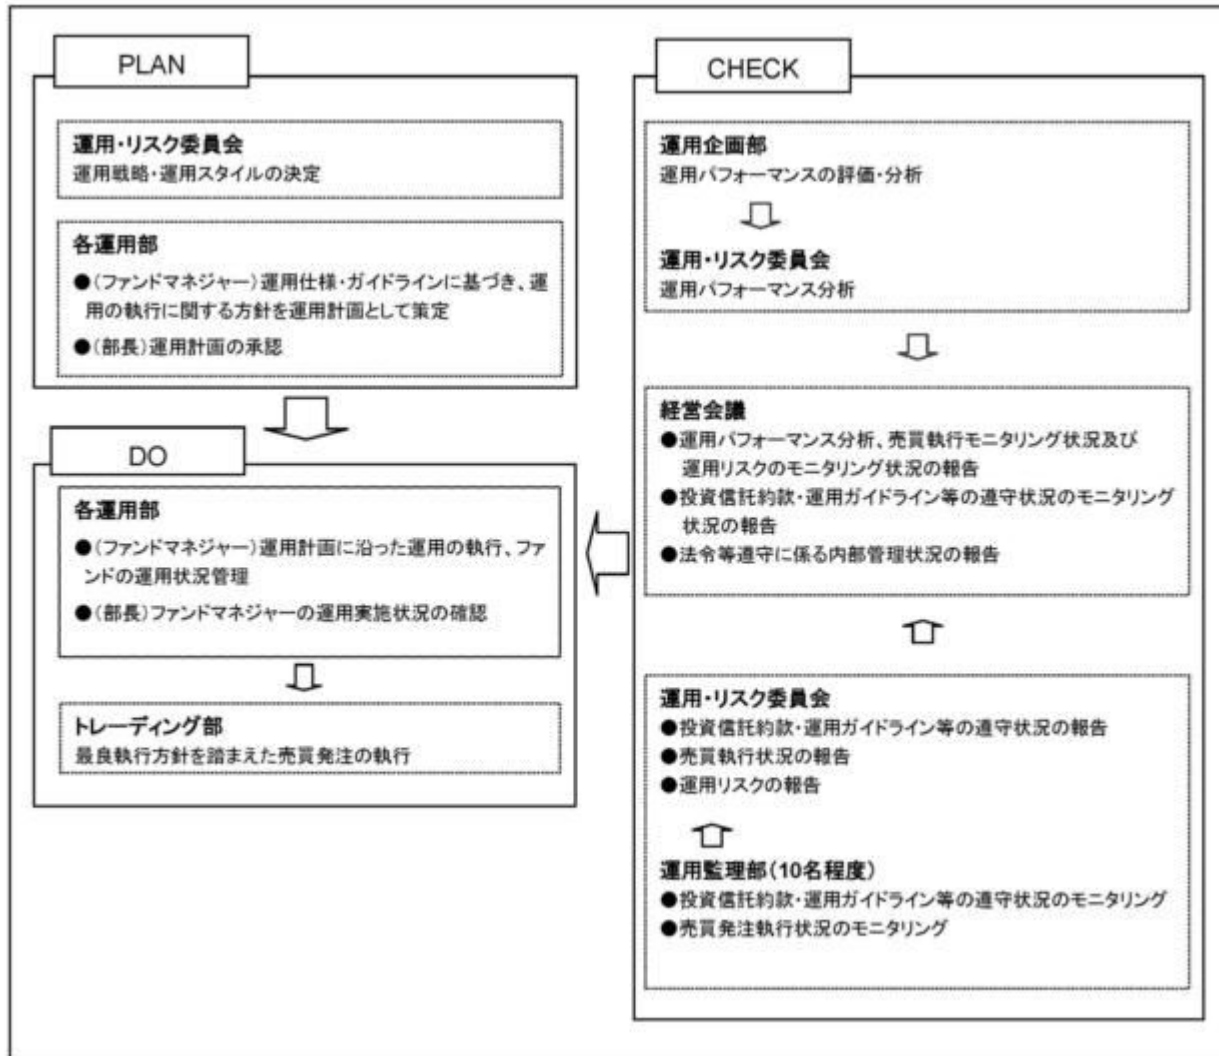 PLAN
運用・リスク委員会
運用戦略・運用スタイルの決定
各運用部
●(ファンドマネジャー)運用仕様・ガイドラインに基づき、運
用の執行に関する方針を運用計画として策定
●(部長)運用計画の承認
DO
各運用部
●(ファンドマネジャー)運用計画に沿った運用の執行、ファ
ンドの運用状況管理
●(部長)ファンドマネジャーの運用実施状況の確認
トレーディング部
最良執行方針を踏まえた売買発注の執行
CHECK
運用企画部
運用パフォーマンスの評価・分析
運用・リスク委員会
運用パフォーマンス分析
経営会議
●運用パフォーマンス分析、売買執行モニタリング状況及び
運用リスクのモニタリング状況の報告
●投資信託約款・運用ガイドライン等の遵守状況のモニタリング
状況の報告
●法令等遵守に係る内部管理状況の報告
運用・リスク委員会
●投資信託約款・運用ガイドライン等の遵守状況の報告
●売買執行状況の報告
●運用リスクの報告
運用監理部(10名程度)
●投資信託約款・運用ガイドライン等の遵守状況のモニタリング
●売買発注執行状況のモニタリング